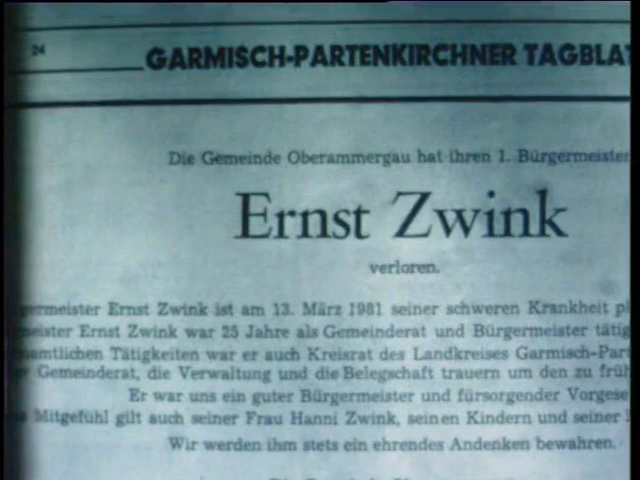 24
GARMISCH-PARTENKIRCHNER TAGBLA
Die Gemeinde Oberammergau hat ihren 1. Bürgermeister
Ernst Zwink
verloren.
germeister Ernst Zwink ist am 13. März 1981 seiner schweren Krankheit
meister Ernst Zwink war 25 Jahre als Gemeinderat und Bürgermeister tätig
amtlichen Tätigkeiten war er auch Kreisrat des Landkreises Garmisch-Par
Gemeinderat, die Verwaltung und die Belegschaft trauern um den zu früh
Er war uns ein guter Bürgermeister und fürsorgender Vorgese
Mitgefühl gilt auch seiner Frau Hanni Zwink, seinen Kindern und seiner
Wir werden ihm stets ein ehrendes Andenken bewahren.